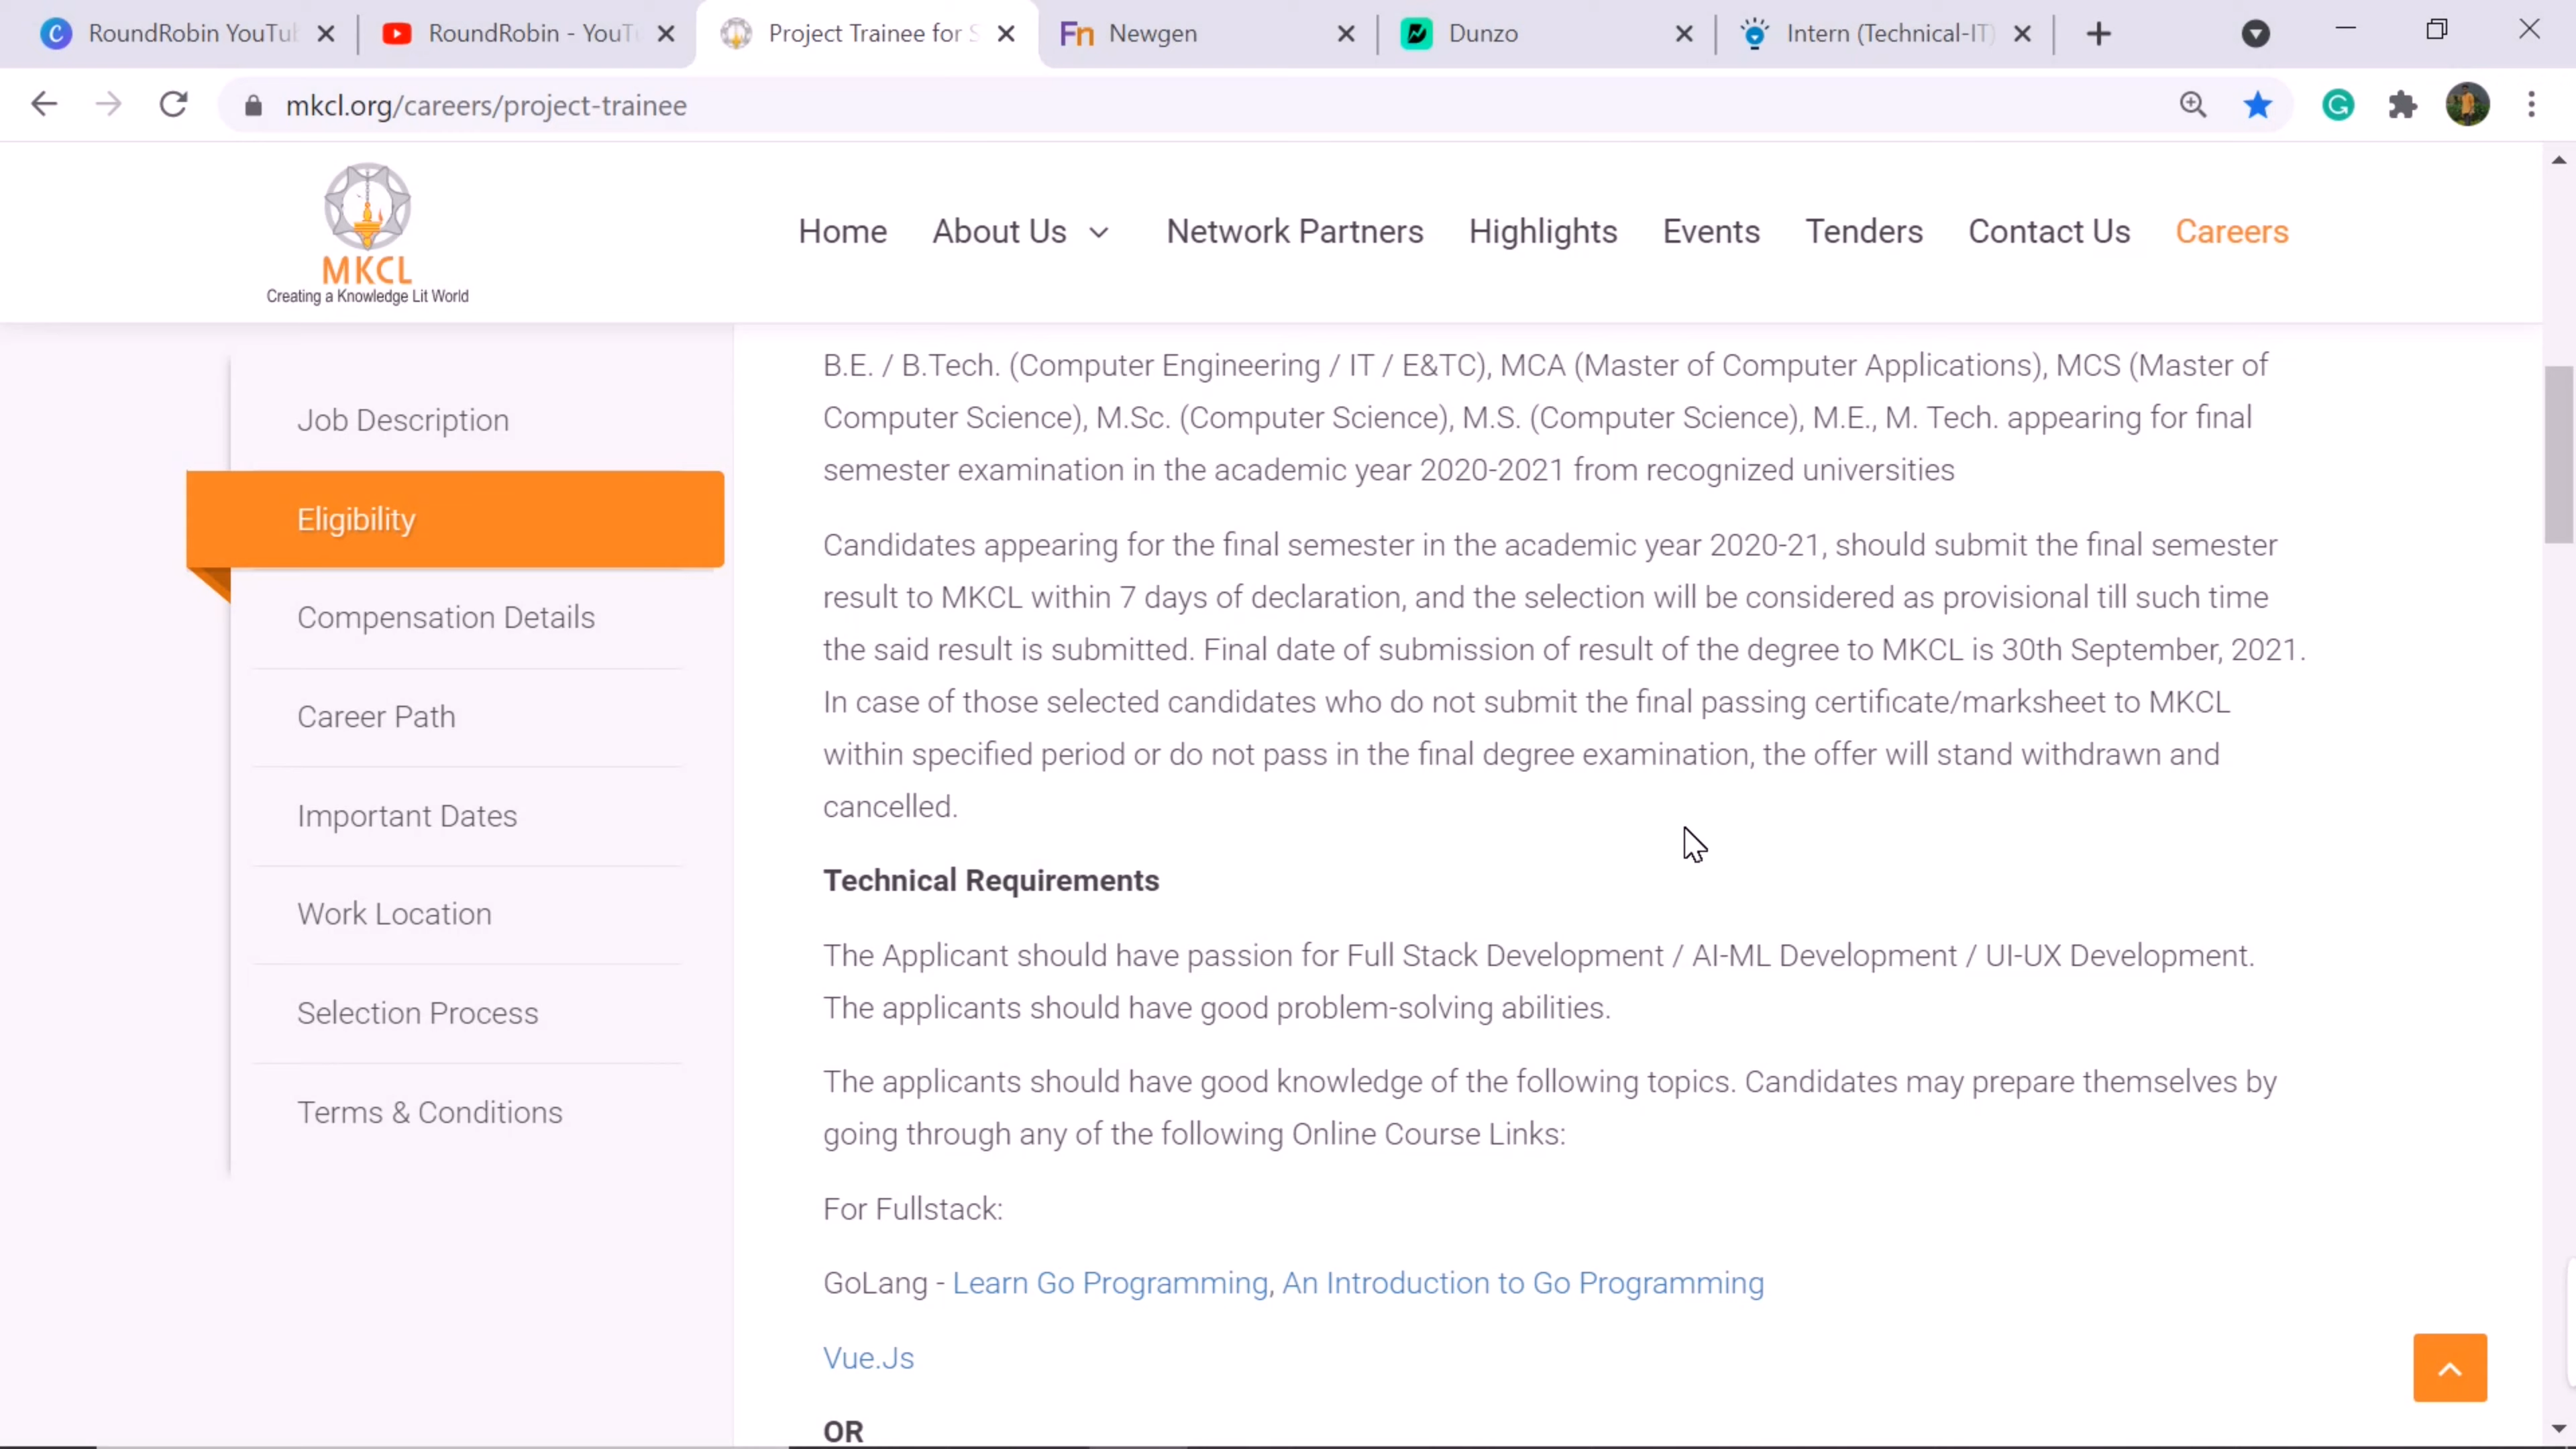 RoundRobin YouTu
RoundRobin - YouTu
Project Trainee for S
Fn Newgen
Dunzo
Intern (Technical-IT)
mkcl.org/careers/project-trainee
MKCL
Creating a Knowledge Lit World
Home About Us Network Partners Highlights Events Tenders Contact Us Careers
Job Description
Eligibility
Compensation Details
Career Path
Important Dates
Work Location
Selection Process
Terms & Conditions
B.E. / B.Tech. (Computer Engineering / IT / E&TC), MCA (Master of Computer Applications), MCS (Master of
Computer Science), M.Sc. (Computer Science), M.S. (Computer Science), M.E., M. Tech. appearing for final
semester examination in the academic year 2020-2021 from recognized universities
Candidates appearing for the final semester in the academic year 2020-21, should submit the final semester
result to MKCL within 7 days of declaration, and the selection will be considered as provisional till such time
the said result is submitted. Final date of submission of result of the degree to MKCL is 30th September, 2021.
In case of those selected candidates who do not submit the final passing certificate/marksheet to MKCL
within specified period or do not pass in the final degree examination, the offer will stand withdrawn and
cancelled.
Technical Requirements
The Applicant should have passion for Full Stack Development / AI-ML Development / UI-UX Development.
The applicants should have good problem-solving abilities.
The applicants should have good knowledge of the following topics. Candidates may prepare themselves by
going through any of the following Online Course Links:
For Fullstack:
GoLang - Learn Go Programming, An Introduction to Go Programming
Vue.Js
OR